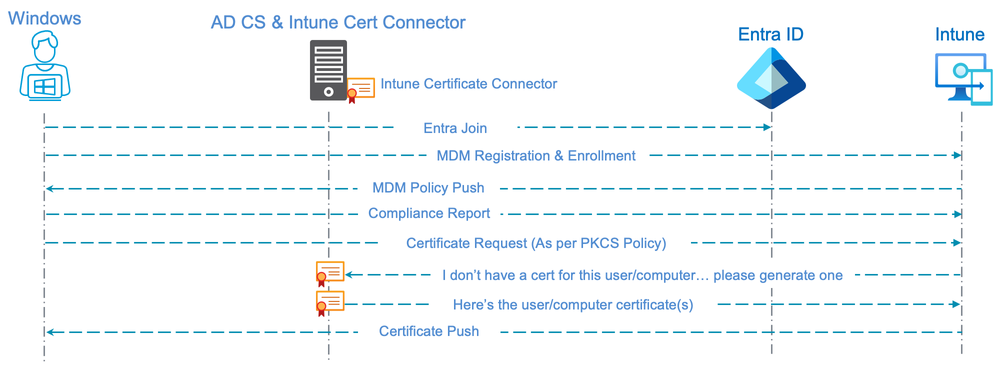 Windows
AD CS & Intune Cert Connector
Entra ID
Intune
Intune Certificate Connector
Entra Join
MDM Registration & Enrollment
MDM Policy Push
Compliance Report
Certificate Request (As per PKCS Policy)
I don't have a cert for this user/computer… please generate one
Here's the user/computer certificate(s)
Certificate Push